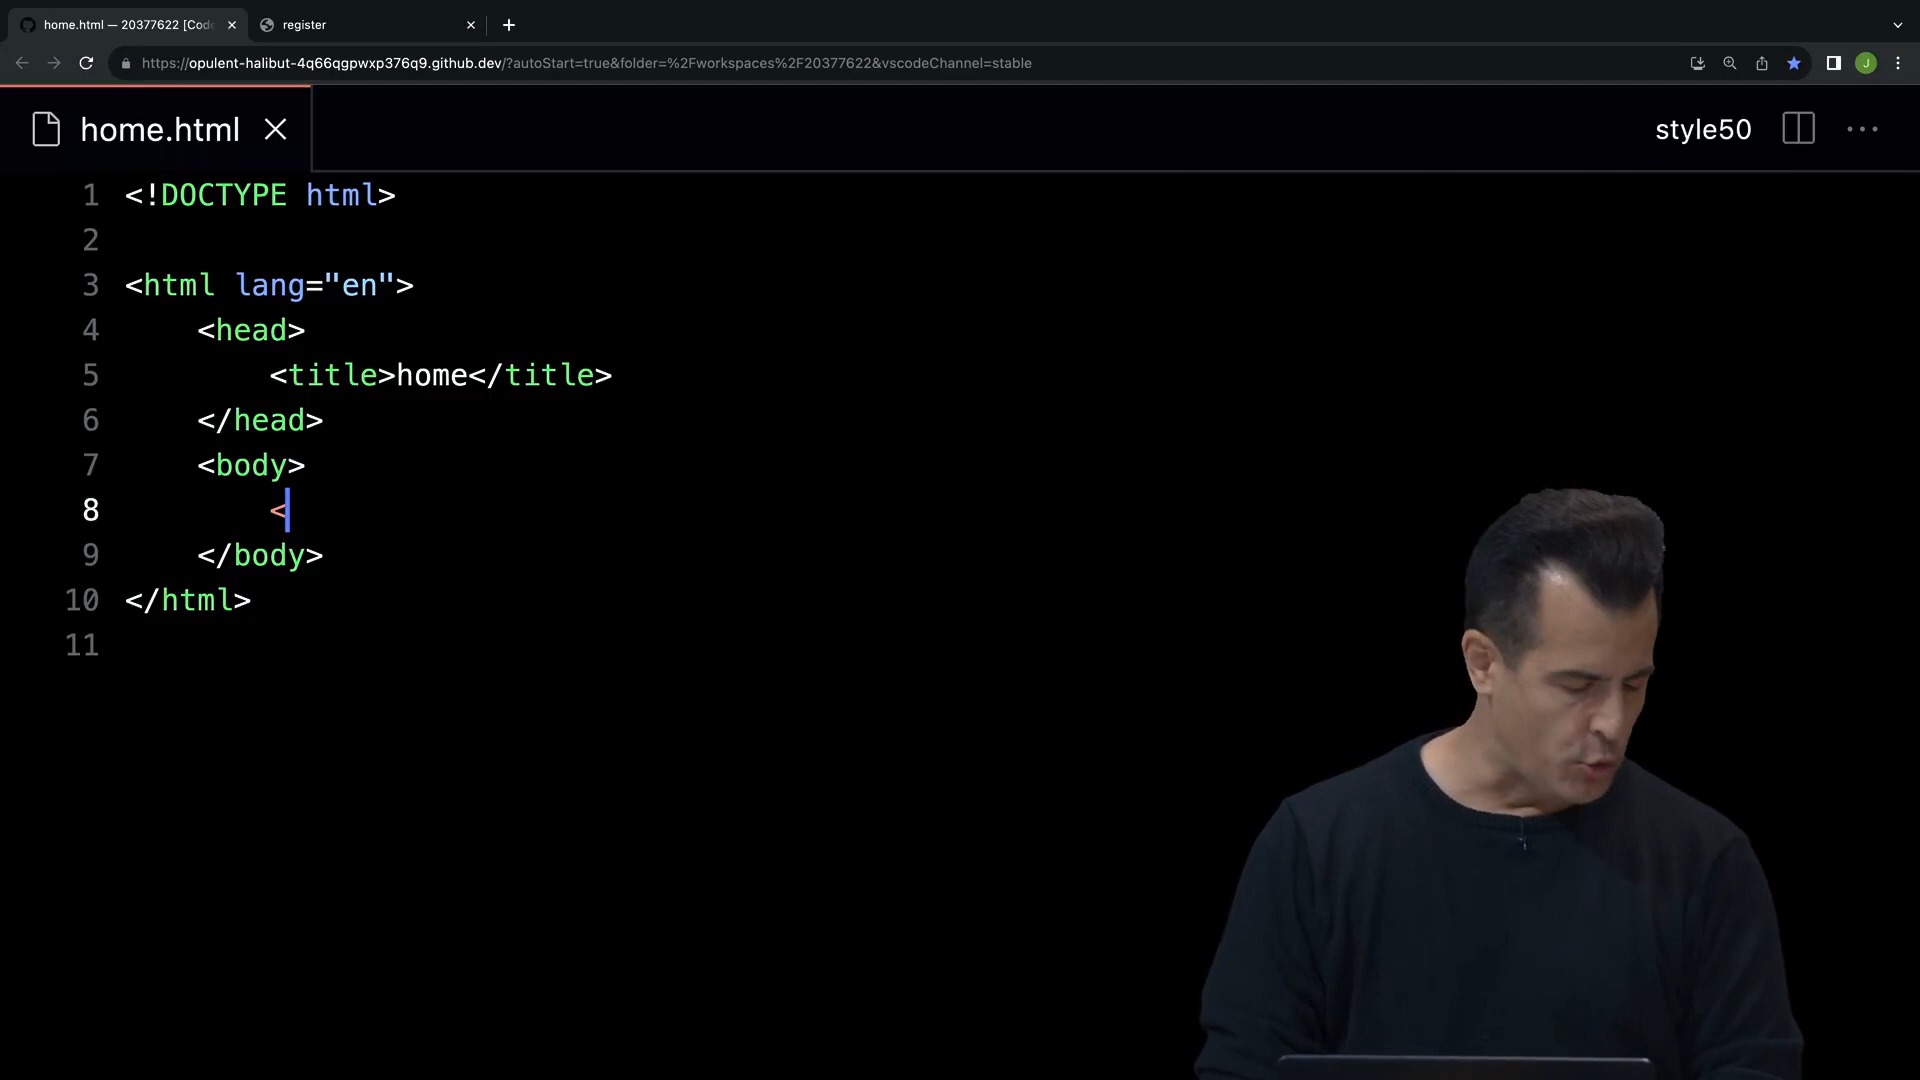 home.html — 20377622 [Cod
register
https://opulent-halibut-4q66qgpwxp376q9.github.dev/?autoStart=true&folder=%2Fworkspaces%2F20377622&vscodeChannel=stable
J
home.html
style50
1 <!DOCTYPE html>
2
3 <html lang="en">
4 <head>
5 <title>home</title>
6 </head>
7 <body>
8 <
9 </body>
10 </html>
11